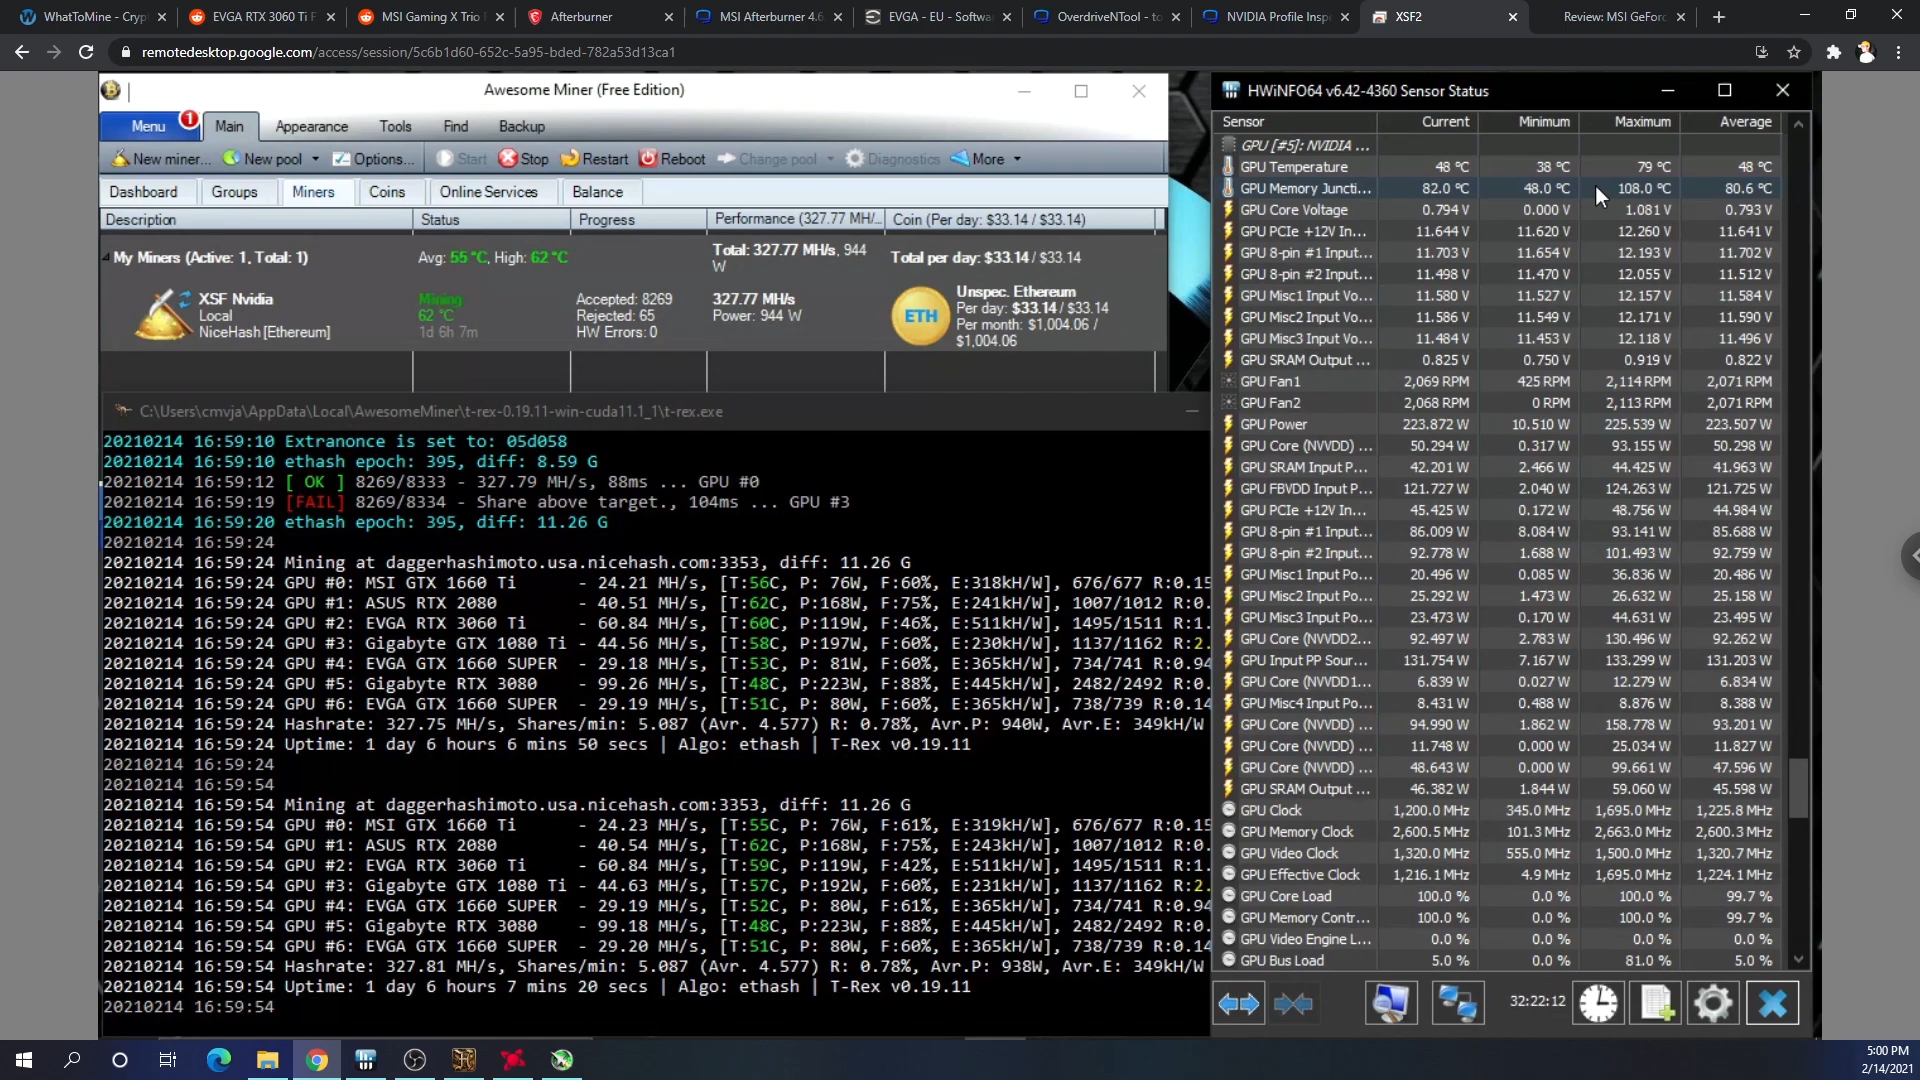 WhatToMine - Cryp
EVGA RTX 3060 Ti F
MSI Gaming X Trio
Afterburner
MSI Afterburner 4.6
EVGA - EU - Softwa
OverdriveNTool - to
NVIDIA Profile Insp
XSF2
Review: MSI GeForc
remotedesktop.google.com/access/session/5c6b1d60-652c-5a95-bded-782a53d13ca1
Awesome Miner (Free Edition)
Menu 1 Main Appearance Tools Find Backup
New miner... New pool Options... Start Stop Restart Reboot Change pool Diagnostics More
Dashboard Groups Miners Coins Online Services Balance
Description Status Progress Performance (327.77 MH/... Coin (Per day: $33.14 / $33.14)
My Miners (Active: 1, Total: 1) Avg: 55 °C, High: 62 °C Total: 327.77 MH/s, 944 W Total per day: $33.14 / $33.14
XSF Nvidia
Local
NiceHash [Ethereum]
Mining
62 °C
1d 6h 7m
Accepted: 8269
Rejected: 65
HW Errors: 0
327.77 MH/s
Power: 944 W
ETH
Unspec. Ethereum
Per day: $33.14 / $33.14
Per month: $1,004.06 /
$1,004.06
C:\Users\cmvja\AppData\Local\AwesomeMiner\t-rex-0.19.11-win-cuda11.1_1\t-rex.exe
20210214 16:59:10 Extranonce is set to: 05d058
20210214 16:59:10 ethash epoch: 395, diff: 8.59 G
20210214 16:59:12 [ OK ] 8269/8333 - 327.79 MH/s, 88ms ... GPU #0
20210214 16:59:19 [FAIL] 8269/8334 - Share above target., 104ms ... GPU #3
20210214 16:59:20 ethash epoch: 395, diff: 11.26 G
20210214 16:59:24
20210214 16:59:24 Mining at daggerhashimoto.usa.nicehash.com:3353, diff: 11.26 G
20210214 16:59:24 GPU #0: MSI GTX 1660 Ti - 24.21 MH/s, [T:56C, P: 76W, F:60%, E:318kH/W], 676/677 R:0.15
20210214 16:59:24 GPU #1: ASUS RTX 2080 - 40.51 MH/s, [T:62C, P:168W, F:75%, E:241kH/W], 1007/1012 R:0.
20210214 16:59:24 GPU #2: EVGA RTX 3060 Ti - 60.84 MH/s, [T:60C, P:119W, F:46%, E:511kH/W], 1495/1511 R:1.
20210214 16:59:24 GPU #3: Gigabyte GTX 1080 Ti - 44.56 MH/s, [T:58C, P:197W, F:60%, E:230kH/W], 1137/1162 R:2.
20210214 16:59:24 GPU #4: EVGA GTX 1660 SUPER - 29.18 MH/s, [T:53C, P: 81W, F:60%, E:365kH/W], 734/741 R:0.94
20210214 16:59:24 GPU #5: Gigabyte RTX 3080 - 99.26 MH/s, [T:48C, P:223W, F:88%, E:445kH/W], 2482/2492 R:0.
20210214 16:59:24 GPU #6: EVGA GTX 1660 SUPER - 29.19 MH/s, [T:51C, P: 80W, F:60%, E:365kH/W], 738/739 R:0.14
20210214 16:59:24 Hashrate: 327.75 MH/s, Shares/min: 5.087 (Avr. 4.577) R: 0.78%, Avr.P: 940W, Avr.E: 349kH/W
20210214 16:59:24 Uptime: 1 day 6 hours 6 mins 50 secs | Algo: ethash | T-Rex v0.19.11
20210214 16:59:24
20210214 16:59:54
20210214 16:59:54 Mining at daggerhashimoto.usa.nicehash.com:3353, diff: 11.26 G
20210214 16:59:54 GPU #0: MSI GTX 1660 Ti - 24.23 MH/s, [T:55C, P: 76W, F:61%, E:319kH/W], 676/677 R:0.15
20210214 16:59:54 GPU #1: ASUS RTX 2080 - 40.54 MH/s, [T:62C, P:168W, F:75%, E:243kH/W], 1007/1012 R:0.
20210214 16:59:54 GPU #2: EVGA RTX 3060 Ti - 60.84 MH/s, [T:59C, P:119W, F:42%, E:511kH/W], 1495/1511 R:1.
20210214 16:59:54 GPU #3: Gigabyte GTX 1080 Ti - 44.63 MH/s, [T:57C, P:192W, F:60%, E:231kH/W], 1137/1162 R:2.
20210214 16:59:54 GPU #4: EVGA GTX 1660 SUPER - 29.19 MH/s, [T:52C, P: 80W, F:61%, E:365kH/W], 734/741 R:0.94
20210214 16:59:54 GPU #5: Gigabyte RTX 3080 - 99.18 MH/s, [T:48C, P:223W, F:88%, E:445kH/W], 2482/2492 R:0.
20210214 16:59:54 GPU #6: EVGA GTX 1660 SUPER - 29.20 MH/s, [T:51C, P: 80W, F:60%, E:365kH/W], 738/739 R:0.14
20210214 16:59:54 Hashrate: 327.81 MH/s, Shares/min: 5.087 (Avr. 4.577) R: 0.78%, Avr.P: 938W, Avr.E: 349kH/W
20210214 16:59:54 Uptime: 1 day 6 hours 7 mins 20 secs | Algo: ethash | T-Rex v0.19.11
20210214 16:59:54
HWiNFO64 v6.42-4360 Sensor Status
Sensor Current Minimum Maximum Average
GPU [#5]: NVIDIA ...
GPU Temperature 48 °C 38 °C 79 °C 48 °C
GPU Memory Juncti... 82.0 °C 48.0 °C 108.0 °C 80.6 °C
GPU Core Voltage 0.794 V 0.000 V 1.081 V 0.793 V
GPU PCIe +12V In... 11.644 V 11.620 V 12.260 V 11.641 V
GPU 8-pin #1 Input... 11.703 V 11.654 V 12.193 V 11.702 V
GPU 8-pin #2 Input... 11.498 V 11.470 V 12.055 V 11.512 V
GPU Misc1 Input Vo... 11.580 V 11.527 V 12.157 V 11.584 V
GPU Misc2 Input Vo... 11.586 V 11.549 V 12.171 V 11.590 V
GPU Misc3 Input Vo... 11.484 V 11.453 V 12.118 V 11.496 V
GPU SRAM Output ... 0.825 V 0.750 V 0.919 V 0.822 V
GPU Fan1 2,069 RPM 425 RPM 2,114 RPM 2,071 RPM
GPU Fan2 2,068 RPM 0 RPM 2,113 RPM 2,071 RPM
GPU Power 223.872 W 10.510 W 225.539 W 223.507 W
GPU Core (NVVDD) ... 50.294 W 0.317 W 93.155 W 50.298 W
GPU SRAM Input P... 42.201 W 2.466 W 44.425 W 41.963 W
GPU FBVDD Input P... 121.727 W 2.040 W 124.263 W 121.725 W
GPU PCIe +12V In... 45.425 W 0.172 W 48.756 W 44.984 W
GPU 8-pin #1 Input... 86.009 W 8.084 W 93.141 W 85.688 W
GPU 8-pin #2 Input... 92.778 W 1.688 W 101.493 W 92.759 W
GPU Misc1 Input Po... 20.496 W 0.085 W 36.836 W 20.486 W
GPU Misc2 Input Po... 25.292 W 1.473 W 26.632 W 25.158 W
GPU Misc3 Input Po... 23.473 W 0.170 W 44.631 W 23.495 W
GPU Core (NVVDD2... 92.497 W 2.783 W 130.496 W 92.262 W
GPU Input PP Sour... 131.754 W 7.167 W 133.299 W 131.203 W
GPU Core (NVVDD1... 6.839 W 0.027 W 12.279 W 6.834 W
GPU Misc4 Input Po... 8.431 W 0.488 W 8.876 W 8.388 W
GPU Core (NVVDD) ... 94.990 W 1.862 W 158.778 W 93.201 W
GPU Core (NVVDD) ... 11.748 W 0.000 W 25.034 W 11.827 W
GPU Core (NVVDD) ... 48.643 W 0.000 W 99.661 W 47.596 W
GPU SRAM Output ... 46.382 W 1.844 W 59.060 W 45.598 W
GPU Clock 1,200.0 MHz 345.0 MHz 1,695.0 MHz 1,225.8 MHz
GPU Memory Clock 2,600.5 MHz 101.3 MHz 2,663.0 MHz 2,600.3 MHz
GPU Video Clock 1,320.0 MHz 555.0 MHz 1,500.0 MHz 1,320.7 MHz
GPU Effective Clock 1,216.1 MHz 4.9 MHz 1,695.0 MHz 1,224.1 MHz
GPU Core Load 100.0 % 0.0 % 100.0 % 99.7 %
GPU Memory Contr... 100.0 % 0.0 % 100.0 % 99.7 %
GPU Video Engine L... 0.0 % 0.0 % 0.0 % 0.0 %
GPU Bus Load 5.0 % 0.0 % 81.0 % 5.0 %
32:22:12
5:00 PM
2/14/2021